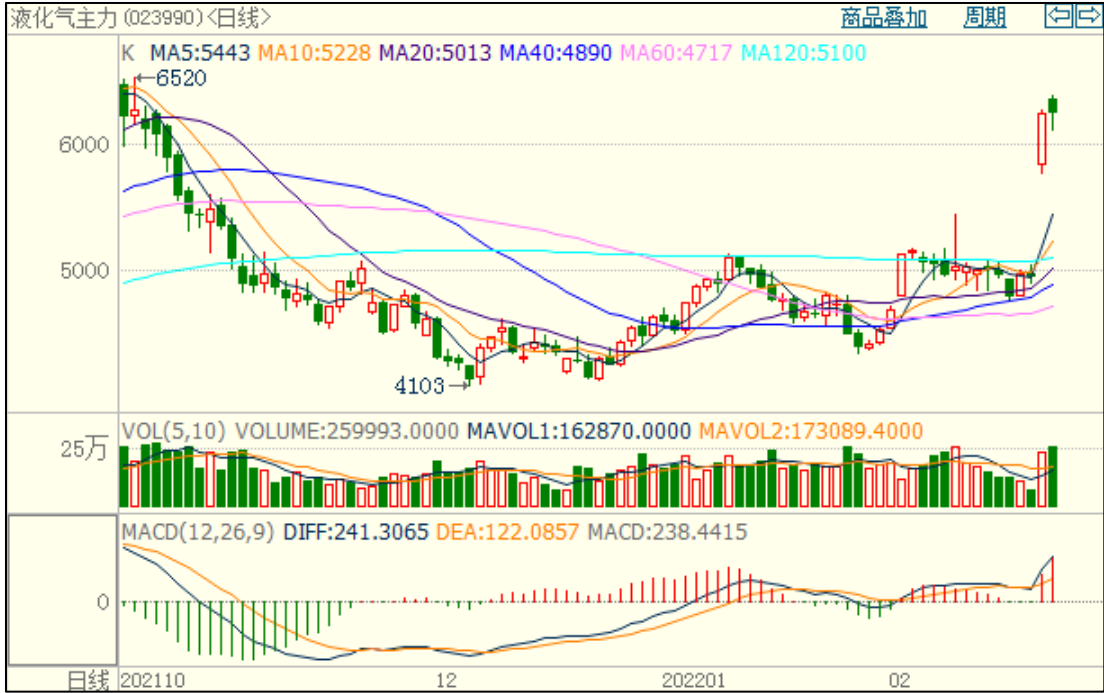 液化气主力 (023990)<日线> 商品叠加 周期
K MA5:5443 MA10:5228 MA20:5013 MA40:4890 MA60:4717 MA120:5100
←6520
6000
5000
4103→
VOL(5,10) VOLUME:259993.0000 MAVOL1:162870.0000 MAVOL2:173089.4000
25万
MACD(12,26,9) DIFF:241.3065 DEA:122.0857 MACD:238.4415
0
日线 202110 12 202201 02